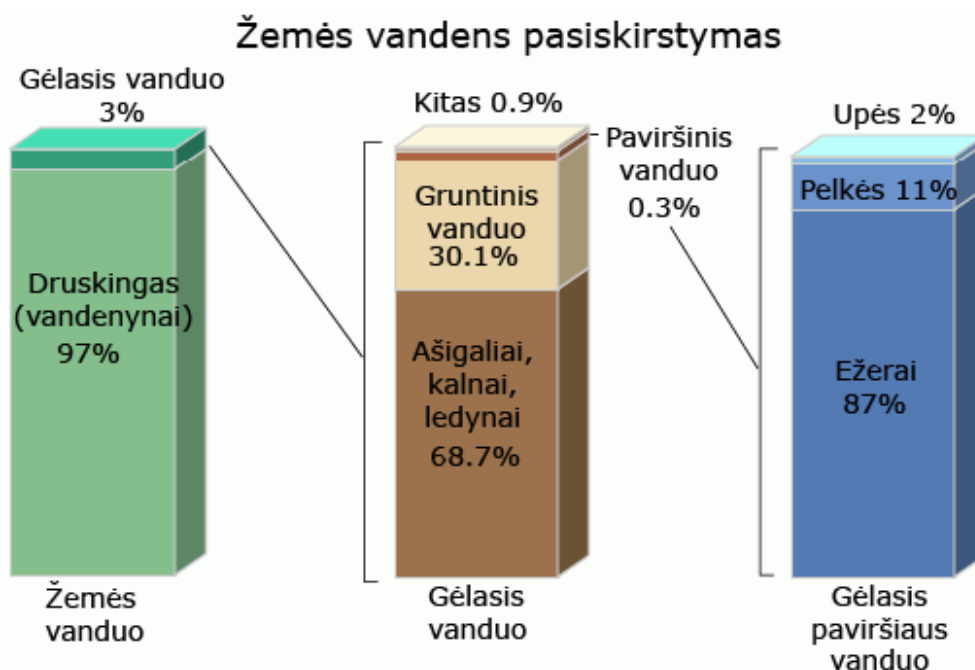 Žemės vandens pasiskirstymas
Gėlasis vanduo
3%
Druskingas
(vandenynai)
97%
Žemės
vanduo
Kitas 0.9%
Gruntinis
vanduo
30.1%
Ašigaliai,
kalnai,
ledynai
68.7%
Gėlasis
vanduo
Paviršinis
vanduo
0.3%
Upės 2%
Pelkės 11%
Ežerai
87%
Gėlasis
paviršiaus
vanduo